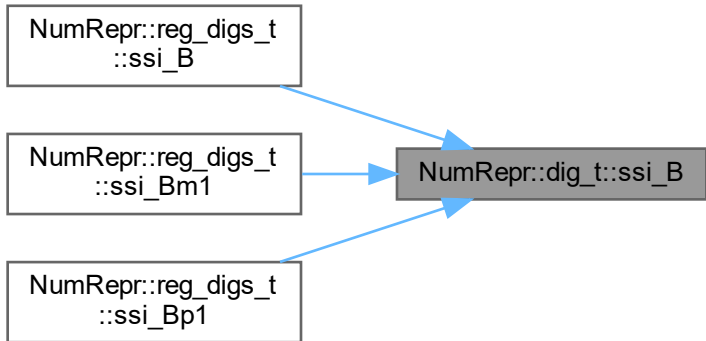 NumRepr::reg_digs_t
::ssi_B
NumRepr::reg_digs_t
::ssi_Bm1
NumRepr::dig_t::ssi_B
NumRepr::reg_digs_t
::ssi_Bp1